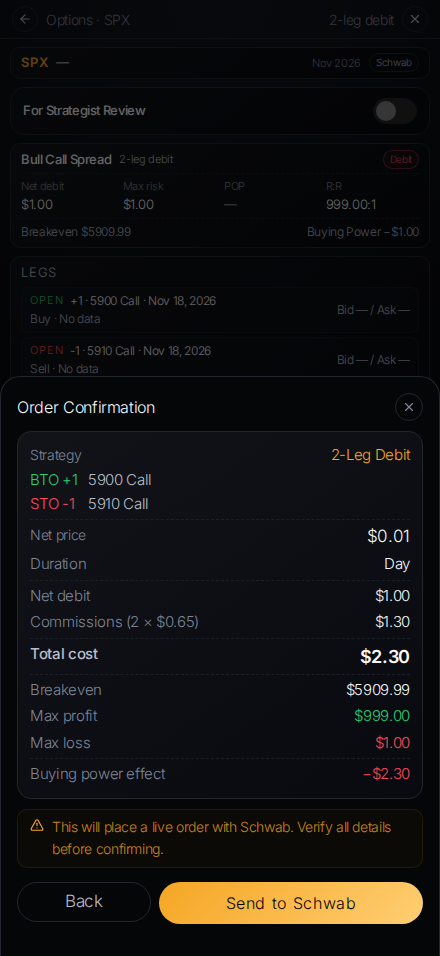 Options · SPX 2-leg debit
SPX — Nov 2026 Schwab
For Strategist Review
Bull Call Spread 2-leg debit Debit
Net debit Max risk POP R:R
$1.00 $1.00 — 999.00:1
Breakeven $5909.99 Buying Power −$1.00
LEGS
OPEN +1 · 5900 Call · Nov 18, 2026
Buy · No data Bid — / Ask —
OPEN -1 · 5910 Call · Nov 18, 2026
Sell · No data Bid — / Ask —
Order Confirmation
Strategy 2-Leg Debit
BTO +1 5900 Call
STO -1 5910 Call
Net price $0.01
Duration Day
Net debit $1.00
Commissions (2 × $0.65) $1.30
Total cost $2.30
Breakeven $5909.99
Max profit $999.00
Max loss $1.00
Buying power effect −$2.30
This will place a live order with Schwab. Verify all details
before confirming.
Back Send to Schwab